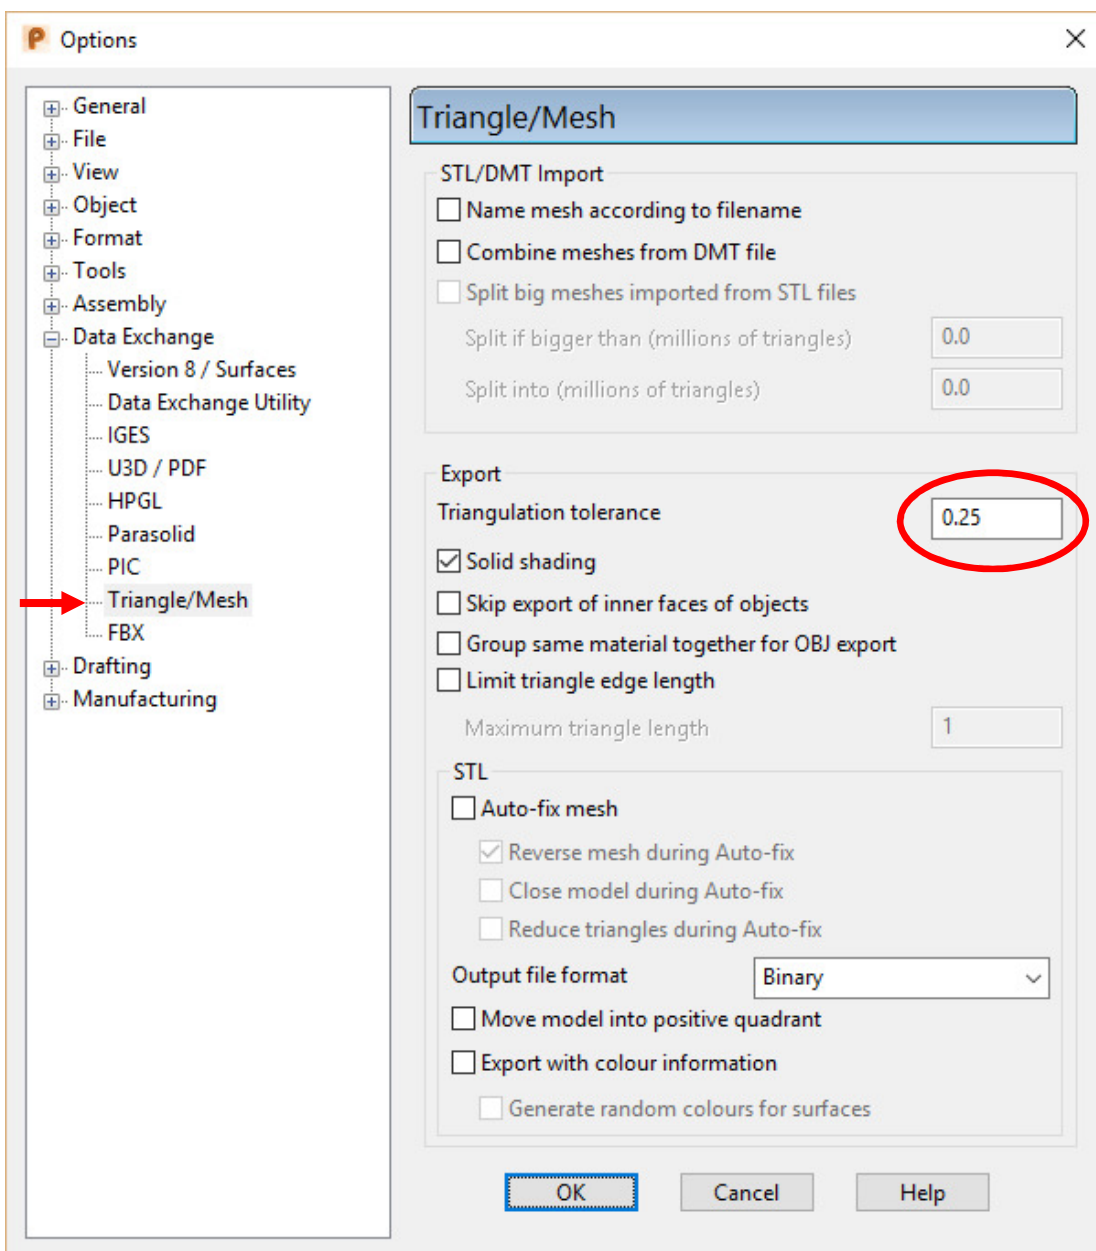 Options
General
File
View
Object
Format
Tools
Assembly
Data Exchange
Version 8 / Surfaces
Data Exchange Utility
IGES
U3D / PDF
HPGL
Parasolid
PIC
Triangle/Mesh
FBX
Drafting
Manufacturing
Triangle/Mesh
STL/DMT Import
Name mesh according to filename
Combine meshes from DMT file
Split big meshes imported from STL files
Split if bigger than (millions of triangles) 0.0
Split into (millions of triangles) 0.0
Export
Triangulation tolerance 0.25
Solid shading
Skip export of inner faces of objects
Group same material together for OBJ export
Limit triangle edge length
Maximum triangle length 1
STL
Auto-fix mesh
Reverse mesh during Auto-fix
Close model during Auto-fix
Reduce triangles during Auto-fix
Output file format Binary
Move model into positive quadrant
Export with colour information
Generate random colours for surfaces
OK Cancel Help